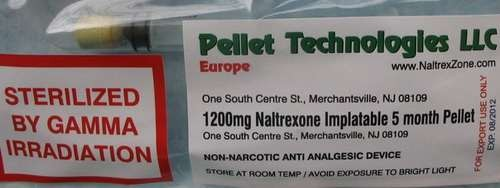 STERILIZED
BY GAMMA
IRRADIATION
Pellet Technologies LLC
Europe
www.NaltrexZone.com
One South Centre St., Merchantsville, NJ 08109
1200mg Naltrexone Implatable 5 month Pellet
One South Centre St., Merchantsville, NJ 08109
NON-NARCOTIC ANTI ANALGESIC DEVICE
STORE AT ROOM TEMP / AVOID EXPOSURE TO BRIGHT LIGHT
FOR EXPORT USE ONLY
EXP. 08/2012